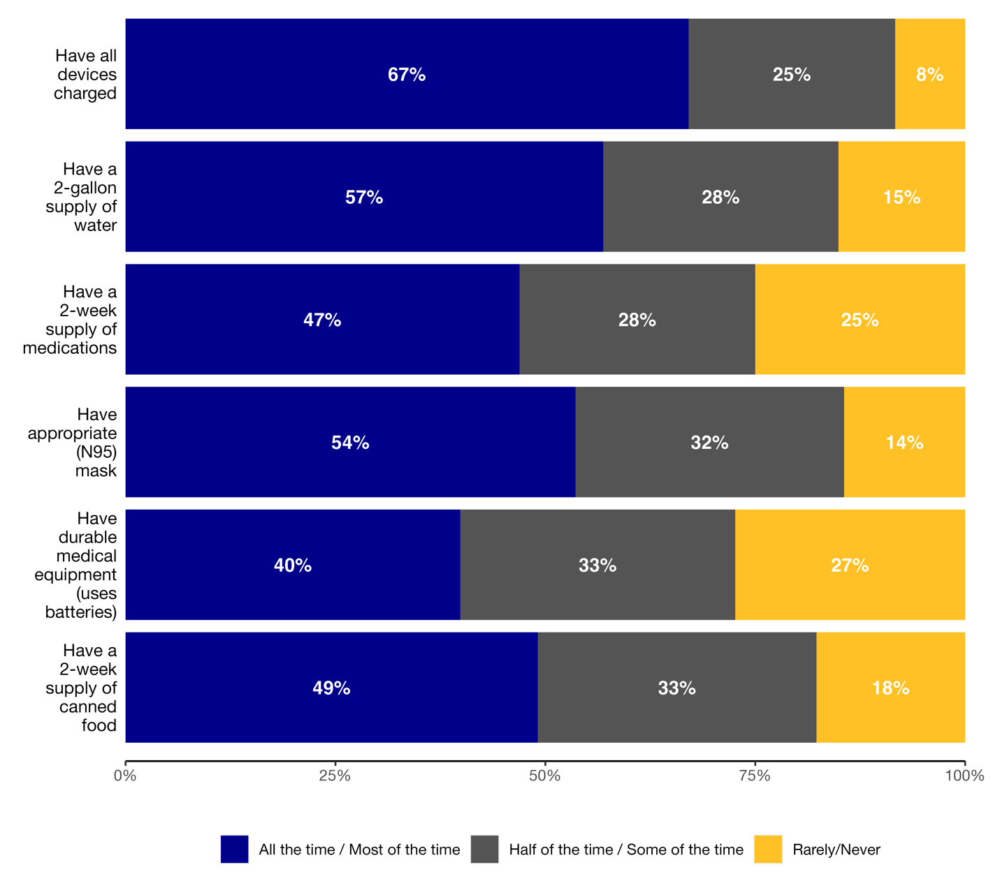 Have all
devices
charged
67%
25%
8%
Have a
2-gallon
supply of
water
57%
28%
15%
Have a
2-week
supply of
medications
47%
28%
25%
Have
appropriate
(N95)
mask
54%
32%
14%
Have
durable
medical
equipment
(uses
batteries)
40%
33%
27%
Have a
2-week
supply of
canned
food
49%
33%
18%
0%
25%
50%
75%
100%
All the time / Most of the time
Half of the time / Some of the time
Rarely/Never